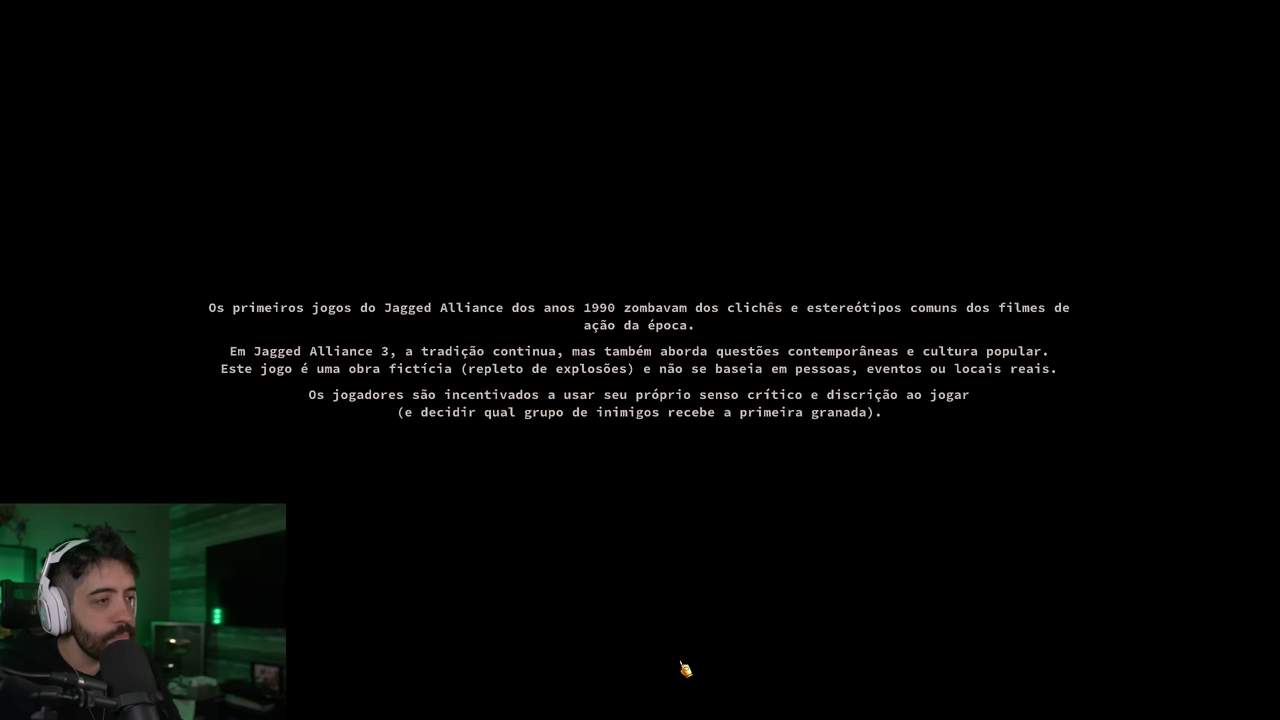 Os primeiros jogos do Jagged Alliance dos anos 1990 zombavam dos clichês e estereótipos comuns dos filmes de
ação da época.
Em Jagged Alliance 3, a tradição continua, mas também aborda questões contemporâneas e cultura popular.
Este jogo é uma obra fictícia (repleto de explosões) e não se baseia em pessoas, eventos ou locais reais.
Os jogadores são incentivados a usar seu próprio senso crítico e discrição ao jogar
(e decidir qual grupo de inimigos recebe a primeira granada).